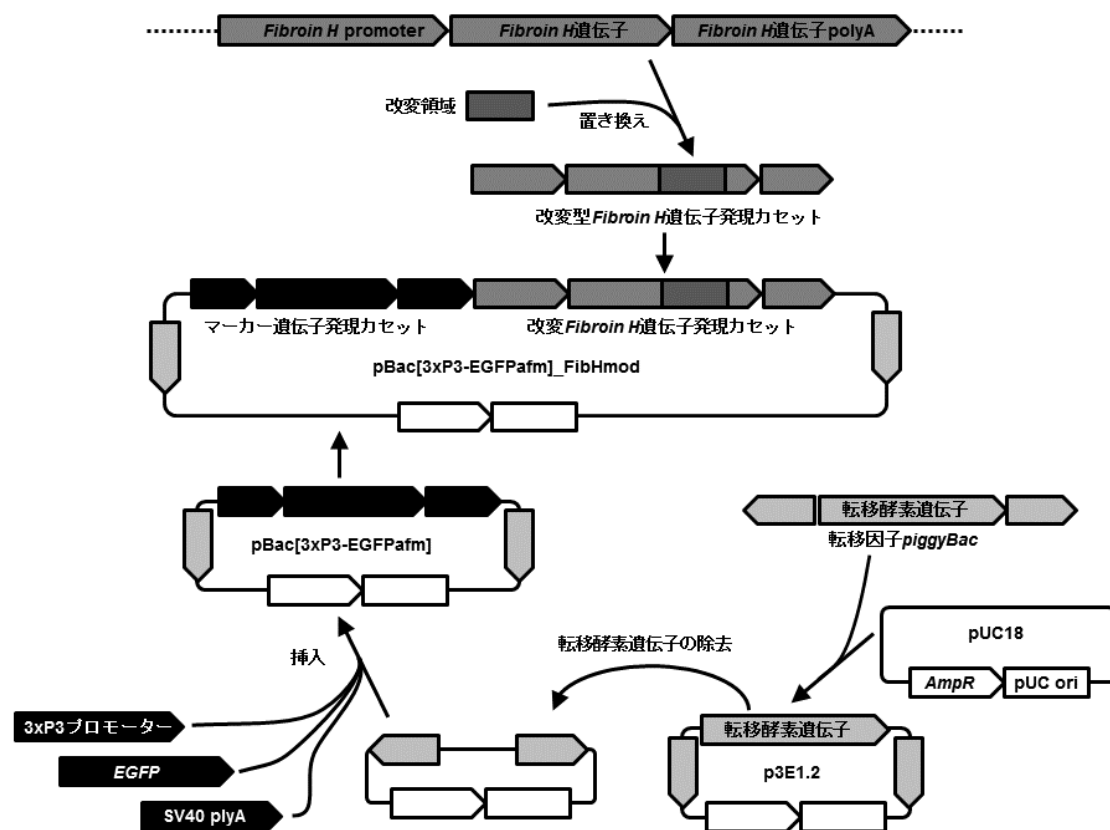 Fibroin H promoter
Fibroin H遺伝子
Fibroin H遺伝子polyA
改変領域
置き換え
改変型Fibroin H遺伝子発現カセット
マーカー遺伝子発現カセット
改変Fibroin H遺伝子発現カセット
pBac[3xP3-EGFPafm]_FibHmod
転移酵素遺伝子
転移因子piggyBac
pBac[3xP3-EGFPafm]
pUC18
AmpR
pUC ori
転移酵素遺伝子の除去
挿入
3xP3プロモーター
EGFP
SV40 plyA
転移酵素遺伝子
p3E1.2